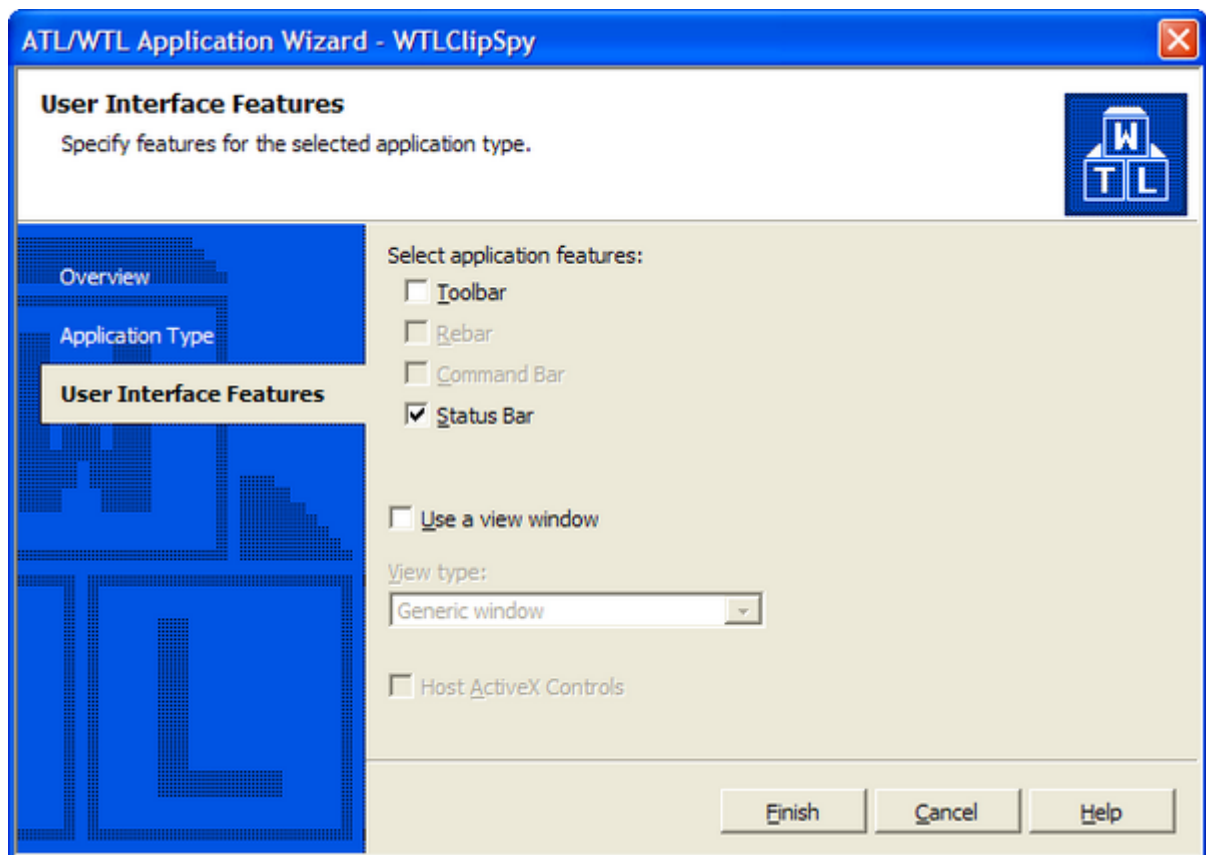 ATL/WTL Application Wizard - WTLClipSpy
User Interface Features
Specify features for the selected application type.
W
T L
Overview
Application Type
User Interface Features
Select application features:
Toolbar
Rebar
Command Bar
Status Bar
Use a view window
View type:
Generic window
Host ActiveX Controls
W
L
Finish Cancel Help